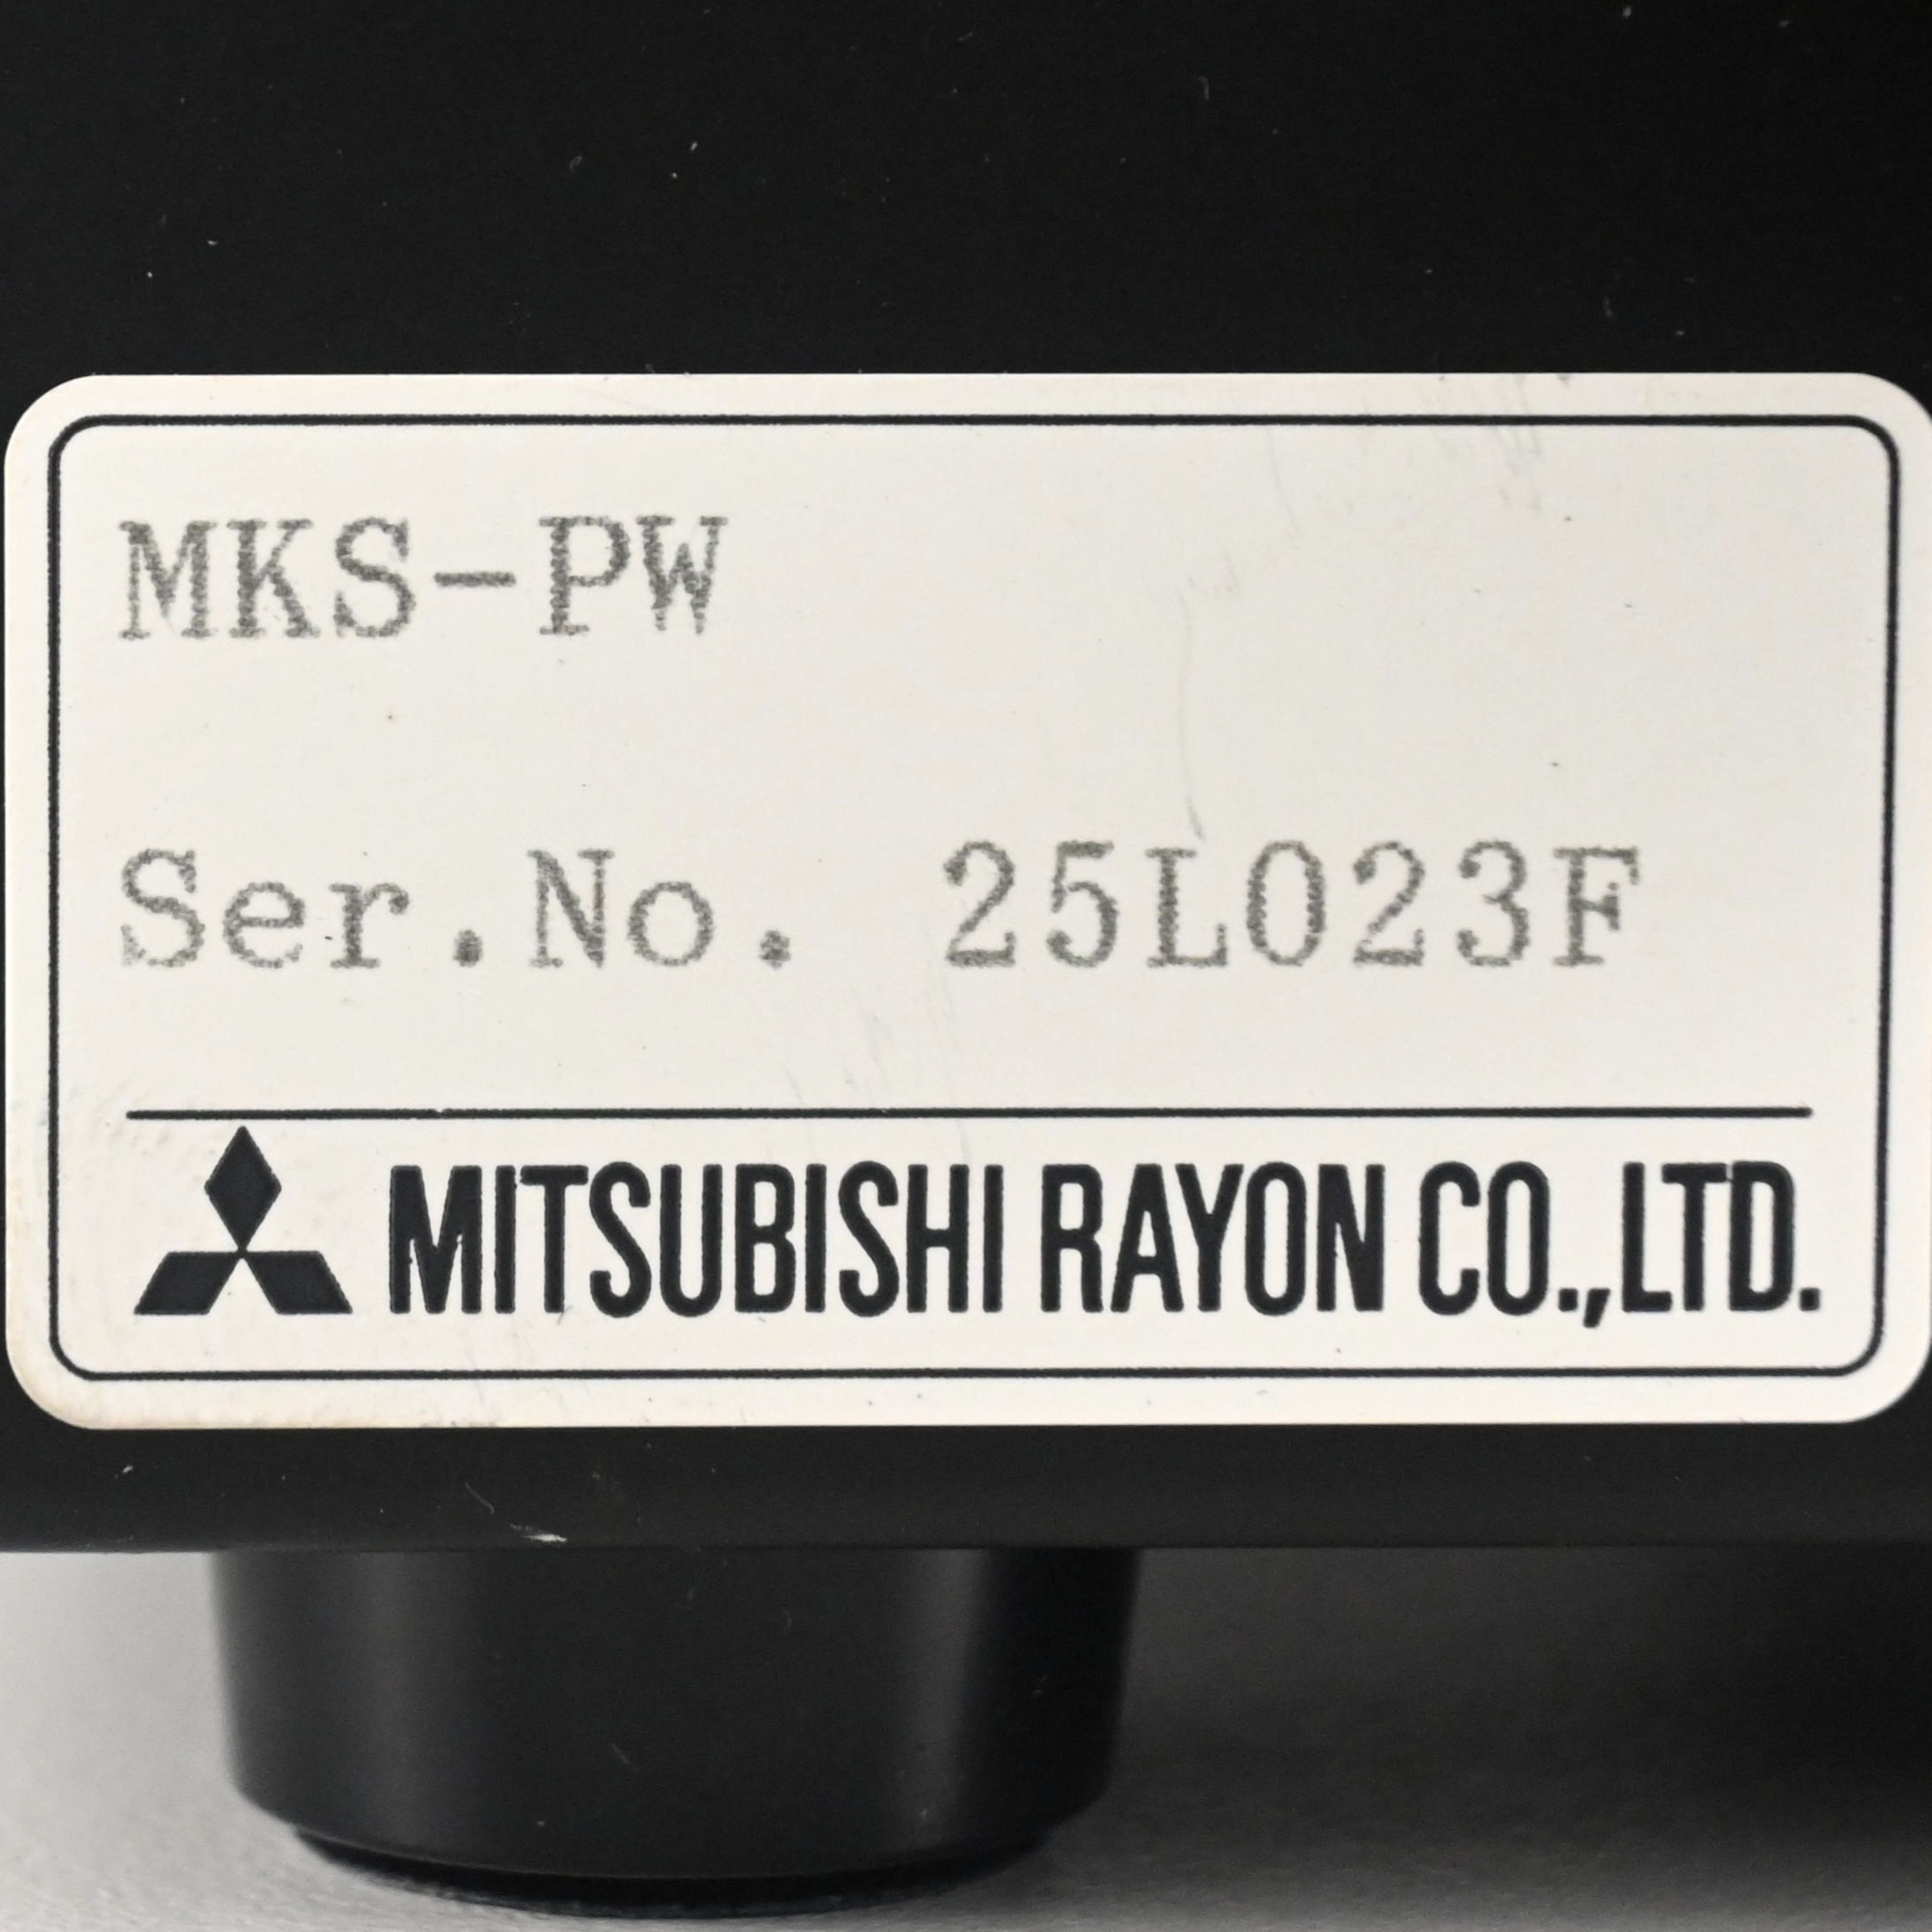 MKS-PW
Ser.No. 25L023F
MITSUBISHI RAYON CO.,LTD.